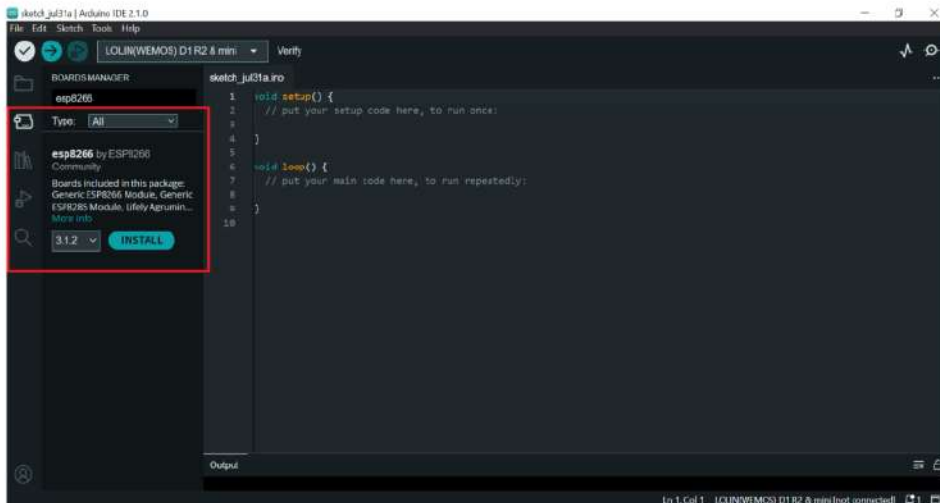 sketch_jul31a | Arduino IDE 2.1.0
File Edit Sketch Tools Help
LOLIN(WEMOS) D1 R2 & mini
Verify
BOARDS MANAGER
esp8266
Type: All
esp8266 by ESP8266
Community
Boards included in this package:
Generic ESP8266 Module, Generic
ESP8285 Module, Lifely Agrumin...
More info
3.1.2 INSTALL
sketch_jul31a.ino
1 void setup() {
2 // put your setup code here, to run once:
3
4 }
5
6 void loop() {
7 // put your main code here, to run repeatedly:
8
9 }
10
Output
Ln 1, Col 1 LOLIN(WEMOS) D1 R2 & mini [not connected] 1